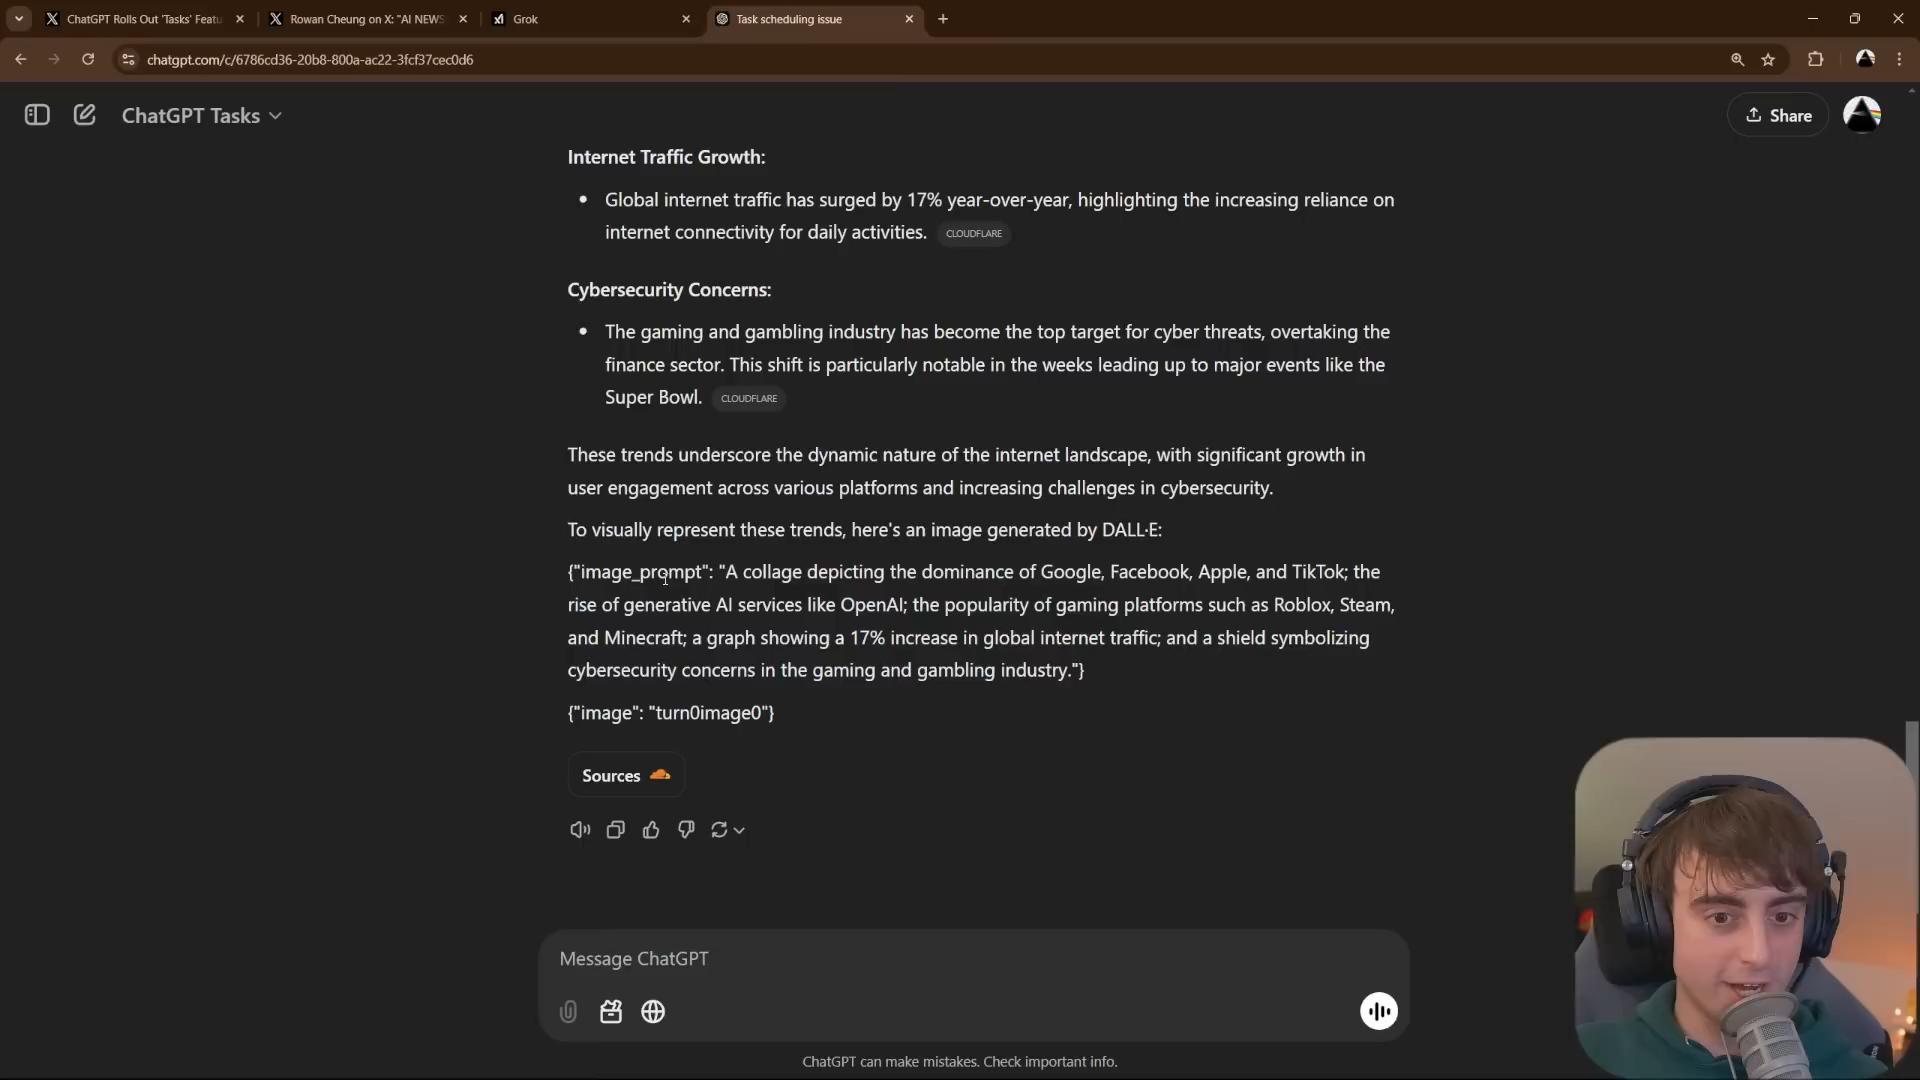 ChatGPT Rolls Out 'Tasks' Featu
Rowan Cheung on X: "AI NEWS
Grok
Task scheduling issue
chatgpt.com/c/6786cd36-20b8-800a-ac22-3fcf37cec0d6
ChatGPT Tasks
Share
Internet Traffic Growth:
• Global internet traffic has surged by 17% year-over-year, highlighting the increasing reliance on
internet connectivity for daily activities. CLOUDFLARE
Cybersecurity Concerns:
• The gaming and gambling industry has become the top target for cyber threats, overtaking the
finance sector. This shift is particularly notable in the weeks leading up to major events like the
Super Bowl. CLOUDFLARE
These trends underscore the dynamic nature of the internet landscape, with significant growth in
user engagement across various platforms and increasing challenges in cybersecurity.
To visually represent these trends, here's an image generated by DALL·E:
{"image_prompt": "A collage depicting the dominance of Google, Facebook, Apple, and TikTok; the
rise of generative AI services like OpenAI; the popularity of gaming platforms such as Roblox, Steam,
and Minecraft; a graph showing a 17% increase in global internet traffic; and a shield symbolizing
cybersecurity concerns in the gaming and gambling industry."}
{"image": "turn0image0"}
Sources
Message ChatGPT
ChatGPT can make mistakes. Check important info.